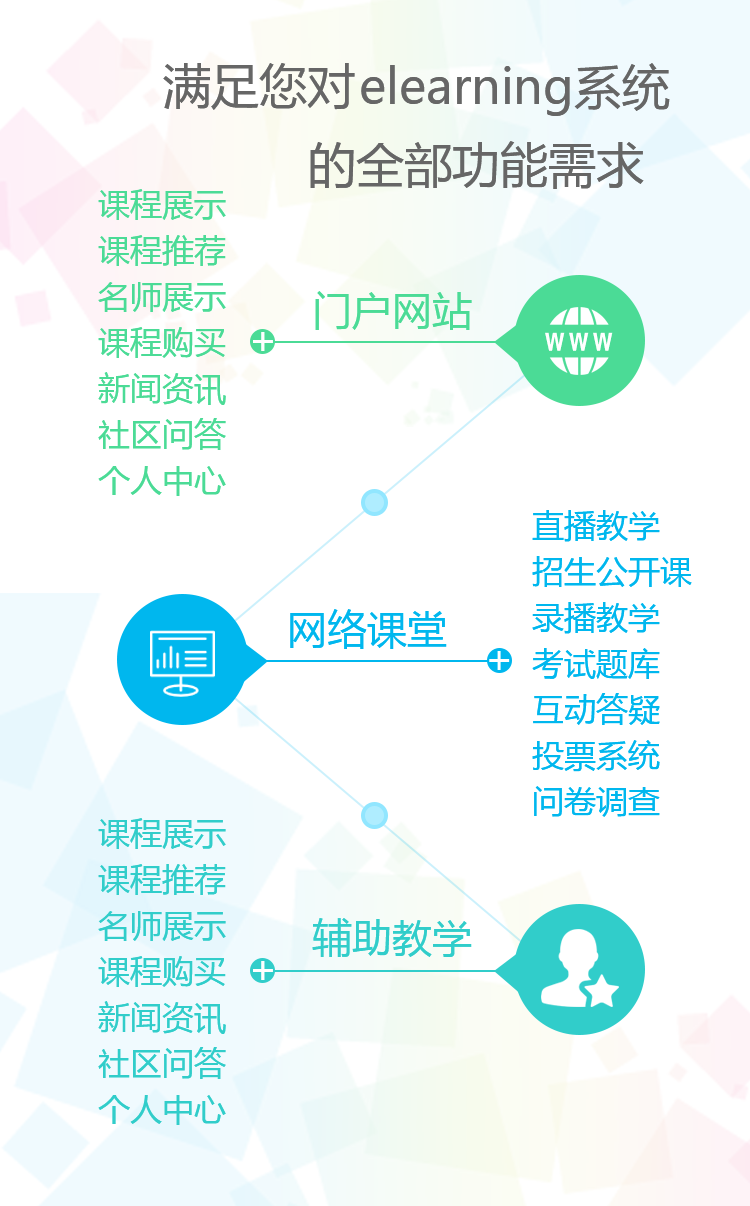 满足您对elearning系统
的全部功能需求
课程展示
课程推荐
名师展示
课程购买
新闻资讯
社区问答
个人中心
门户网站
WWW
网络课堂
直播教学
招生公开课
录播教学
考试题库
互动答疑
投票系统
问卷调查
课程展示
课程推荐
名师展示
课程购买
新闻资讯
社区问答
个人中心
辅助教学